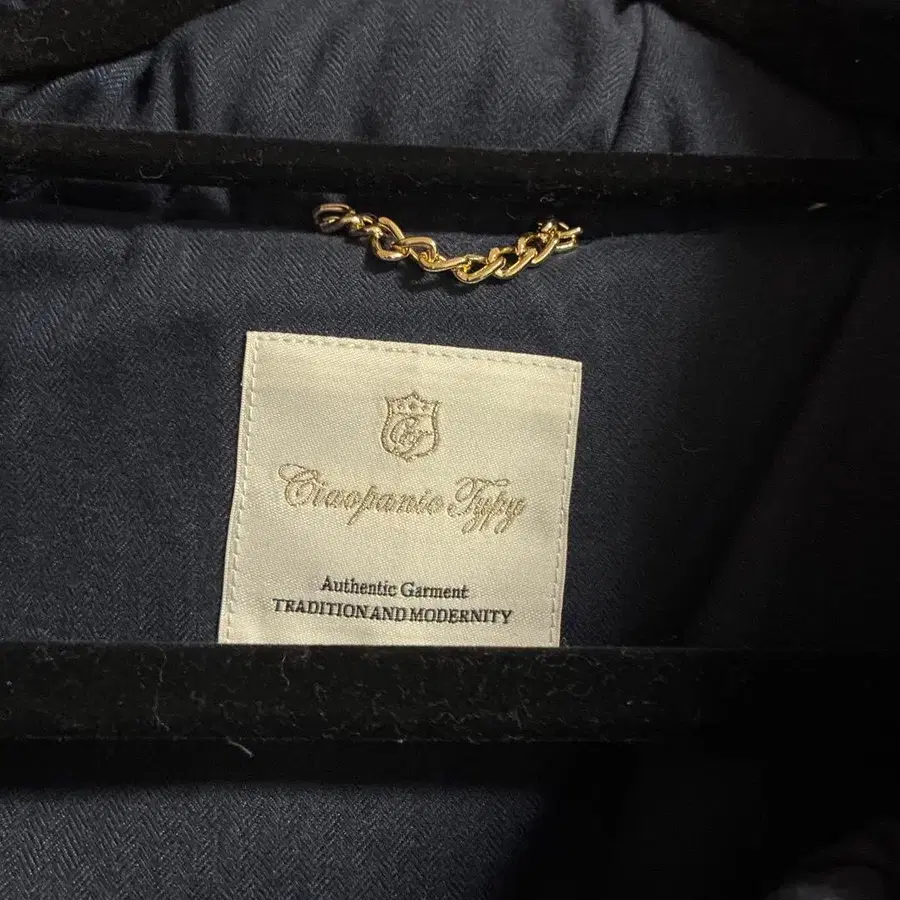 Ciaopanic Typy
Authentic Garment
TRADITION AND MODERNITY